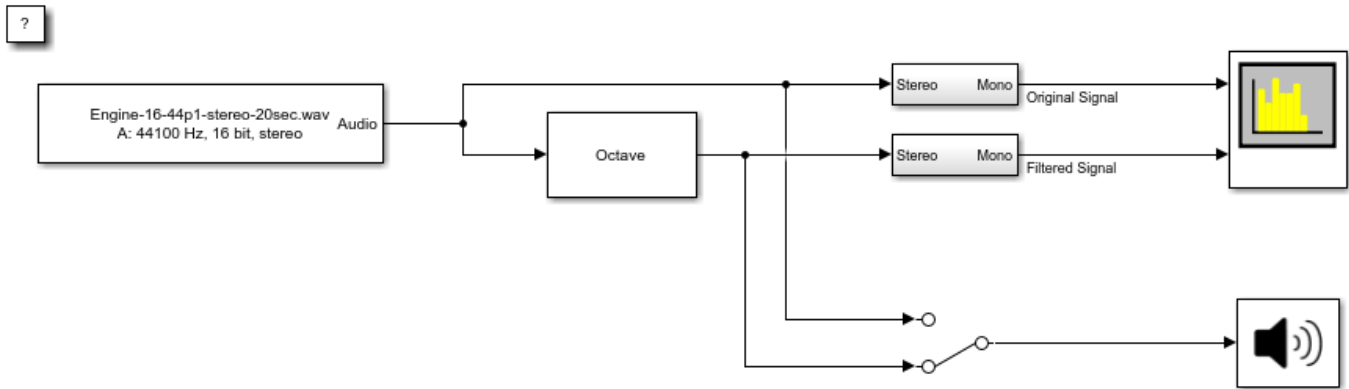 ?
Engine-16-44p1-stereo-20sec.wav
A: 44100 Hz, 16 bit, stereo
Audio
Octave
Stereo Mono
Original Signal
Stereo Mono
Filtered Signal